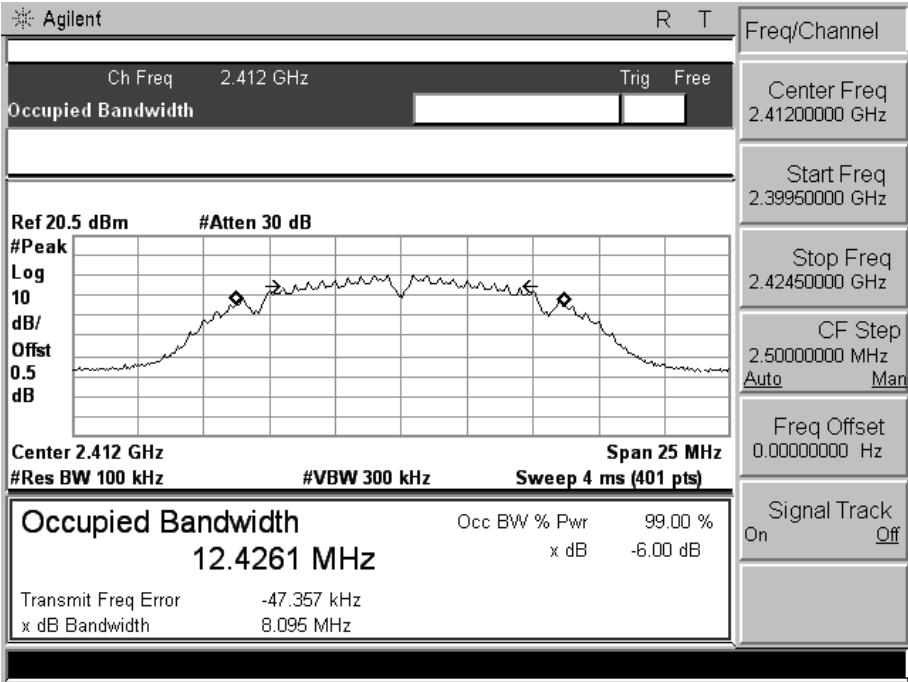 Agilent R T
Ch Freq 2.412 GHz Trig Free
Occupied Bandwidth
Ref 20.5 dBm #Atten 30 dB
#Peak
Log
10
dB/
Offst
0.5
dB
Center 2.412 GHz Span 25 MHz
#Res BW 100 kHz #VBW 300 kHz Sweep 4 ms (401 pts)
Occupied Bandwidth Occ BW % Pwr 99.00 %
12.4261 MHz x dB -6.00 dB
Transmit Freq Error -47.357 kHz
x dB Bandwidth 8.095 MHz
Freq/Channel
Center Freq
2.41200000 GHz
Start Freq
2.39950000 GHz
Stop Freq
2.42450000 GHz
CF Step
2.50000000 MHz
Auto Man
Freq Offset
0.00000000 Hz
Signal Track
On Off